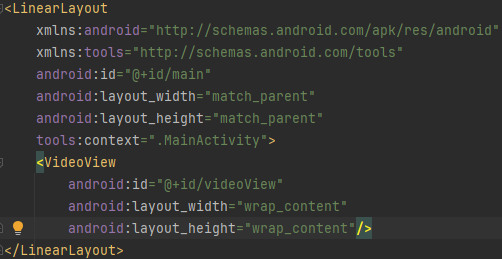 <LinearLayout
xmlns:android="http://schemas.android.com/apk/res/android"
xmlns:tools="http://schemas.android.com/tools"
android:id="@+id/main"
android:layout_width="match_parent"
android:layout_height="match_parent"
tools:context=".MainActivity">
<VideoView
android:id="@+id/videoView"
android:layout_width="wrap_content"
android:layout_height="wrap_content"/>
</LinearLayout>